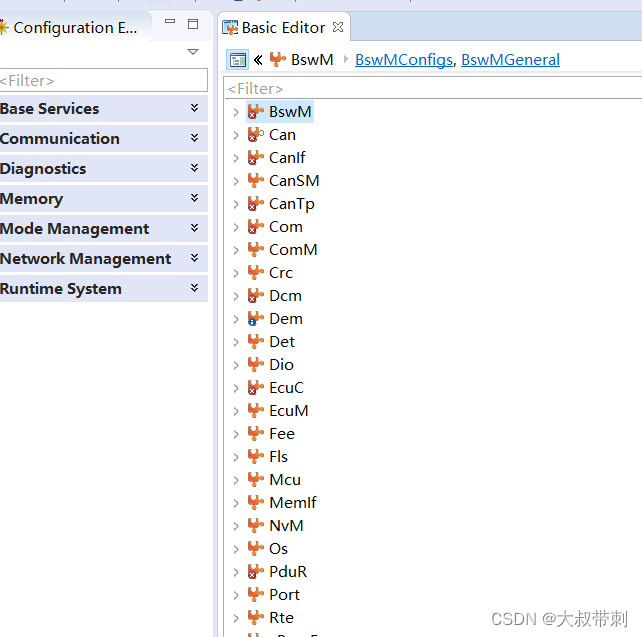 Configuration E...
<Filter>
Base Services
Communication
Diagnostics
Memory
Mode Management
Network Management
Runtime System
Basic Editor
« BswM BswMConfigs, BswMGeneral
<Filter>
BswM
Can
CanIf
CanSM
CanTp
Com
ComM
Crc
Dcm
Dem
Det
Dio
EcuC
EcuM
Fee
Fls
Mcu
MemIf
NvM
Os
PduR
Port
Rte
CSDN @大叔带刺